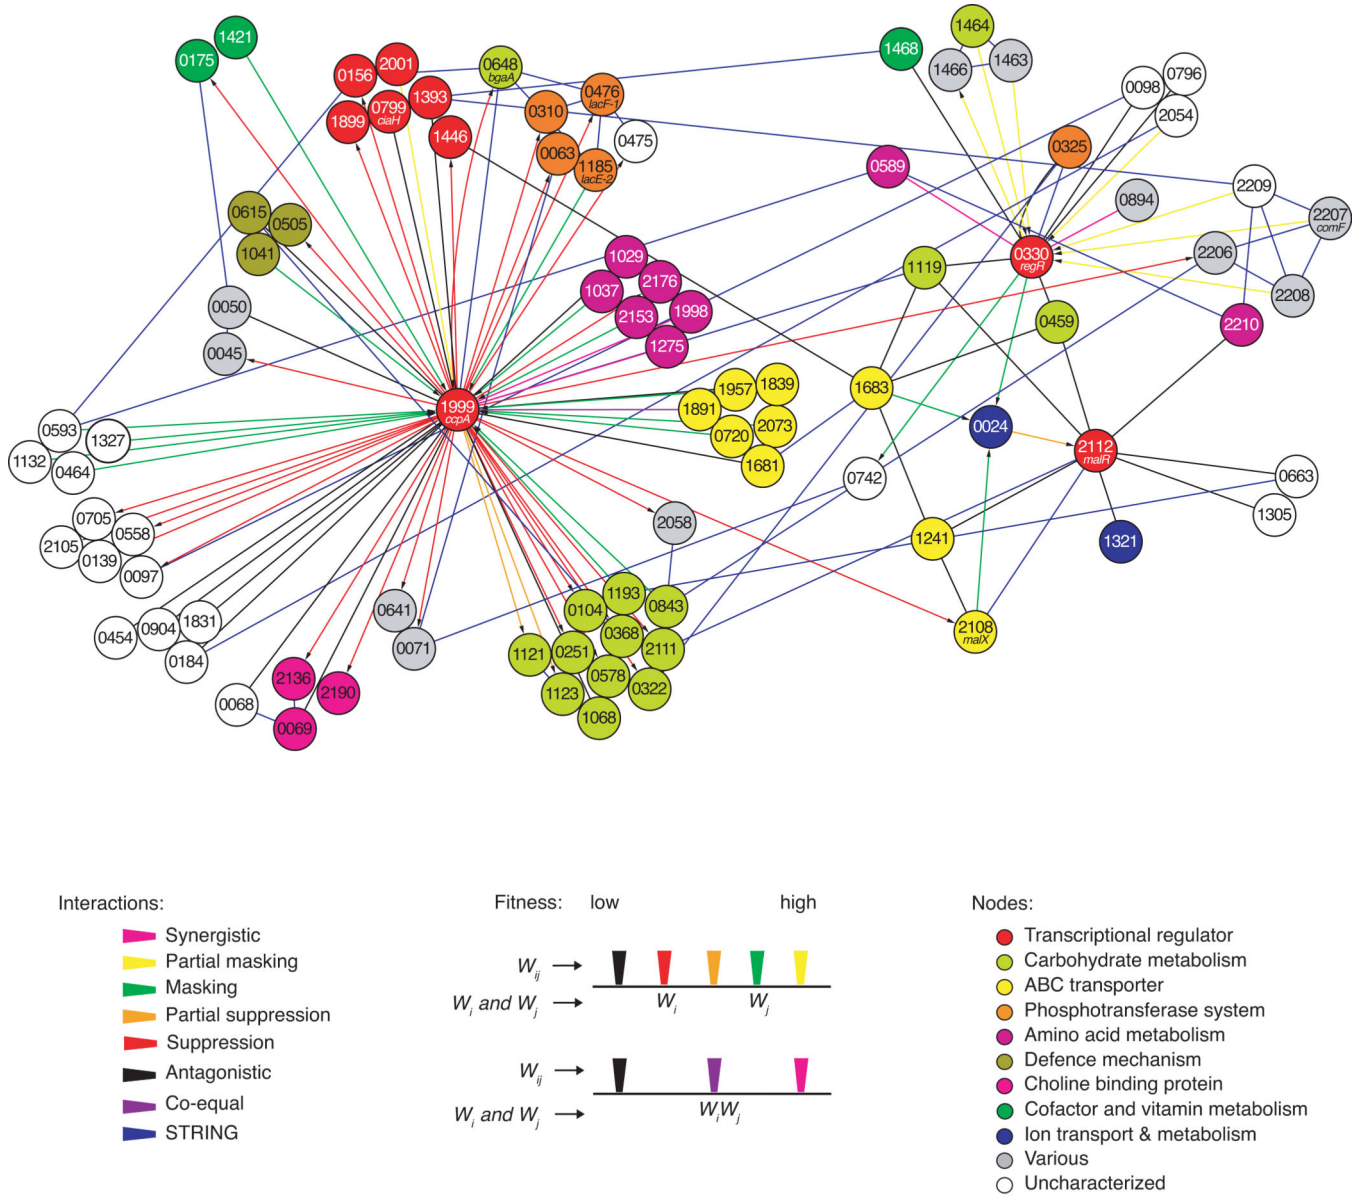 1421
0175
0156
2001
0799
ciaH
1393
1899
1446
0648
bgaA
0310
0476
lacF-1
0063
1185
lacE-2
0475
1468
1464
1466
1463
0098
0796
2054
0325
0589
0894
2209
2207
comF
2206
2208
2210
0330
regR
0615
0505
1041
0050
0045
1029
1037
2176
2153
1998
1275
1119
0459
1999
ccpA
1957
1839
1891
0720
2073
1681
1683
0024
2112
malR
0742
0663
1305
1321
1241
2108
malX
0593
1327
1132
0464
0705
0558
2105
0139
0097
0454
0904
1831
0184
0068
2136
0069
2190
0641
0071
2058
0104
1193
0843
0368
2111
1121
0251
0578
0322
1123
1068
Interactions:
Synergistic
Partial masking
Masking
Partial suppression
Suppression
Antagonistic
Co-equal
STRING
Fitness: low high
Wij
Wi and Wj Wi Wj
Wij
Wi and Wj WiWj
Nodes:
Transcriptional regulator
Carbohydrate metabolism
ABC transporter
Phosphotransferase system
Amino acid metabolism
Defence mechanism
Choline binding protein
Cofactor and vitamin metabolism
Ion transport & metabolism
Various
Uncharacterized